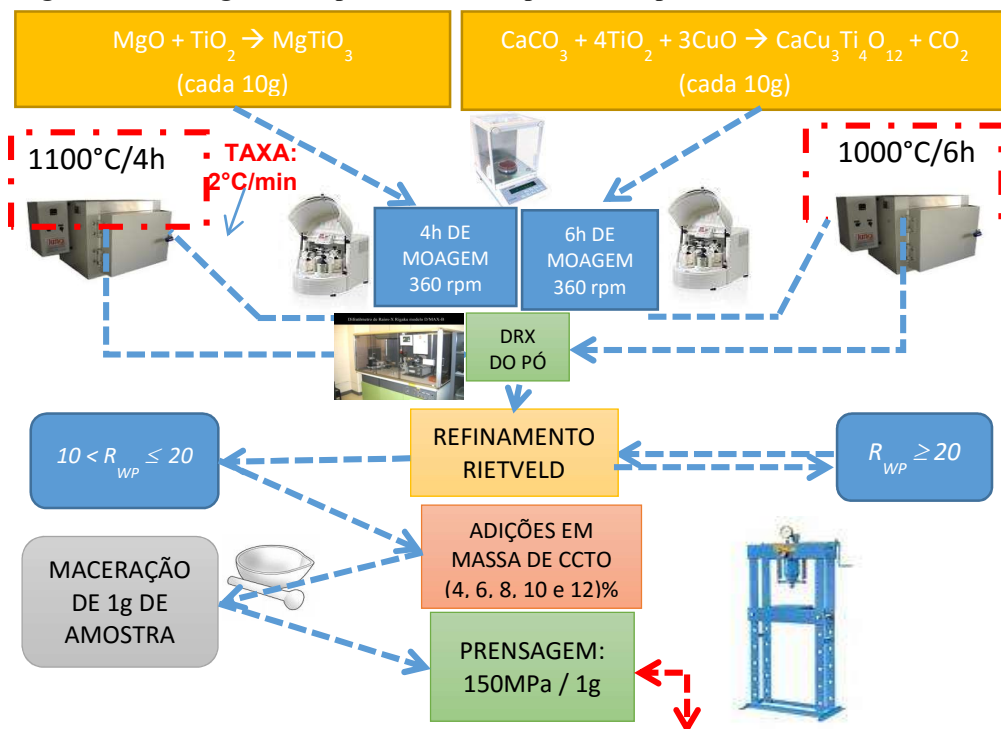 MgO + TiO₂ → MgTiO₃
(cada 10g)
CaCO₃ + 4TiO₂ + 3CuO → CaCu₃Ti₄O₁₂ + CO₂
(cada 10g)
1100°C/4h
TAXA:
2°C/min
1000°C/6h
4h DE
MOAGEM
360 rpm
6h DE
MOAGEM
360 rpm
DRX
DO PÓ
REFINAMENTO
RIETVELD
10 < R_WP ≤ 20
R_WP ≥ 20
ADIÇÕES EM
MASSA DE CCTO
(4, 6, 8, 10 e 12)%
MACERAÇÃO
DE 1g DE
AMOSTRA
PRENSAGEM:
150MPa / 1g